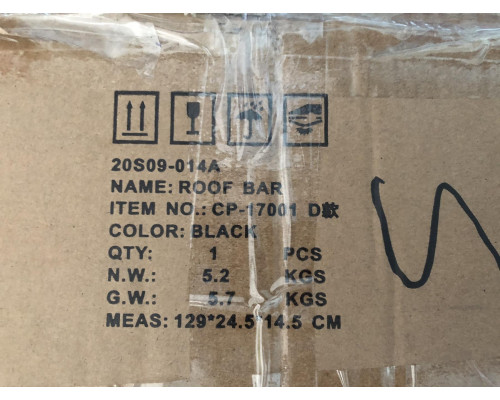 20S09-014A
NAME: ROOF BAR
ITEM NO.: CP-17001 D款
COLOR: BLACK
QTY: 1 PCS
N.W.: 5.2 KGS
G.W.: 5.7 KGS
MEAS: 129*24.5*14.5 CM